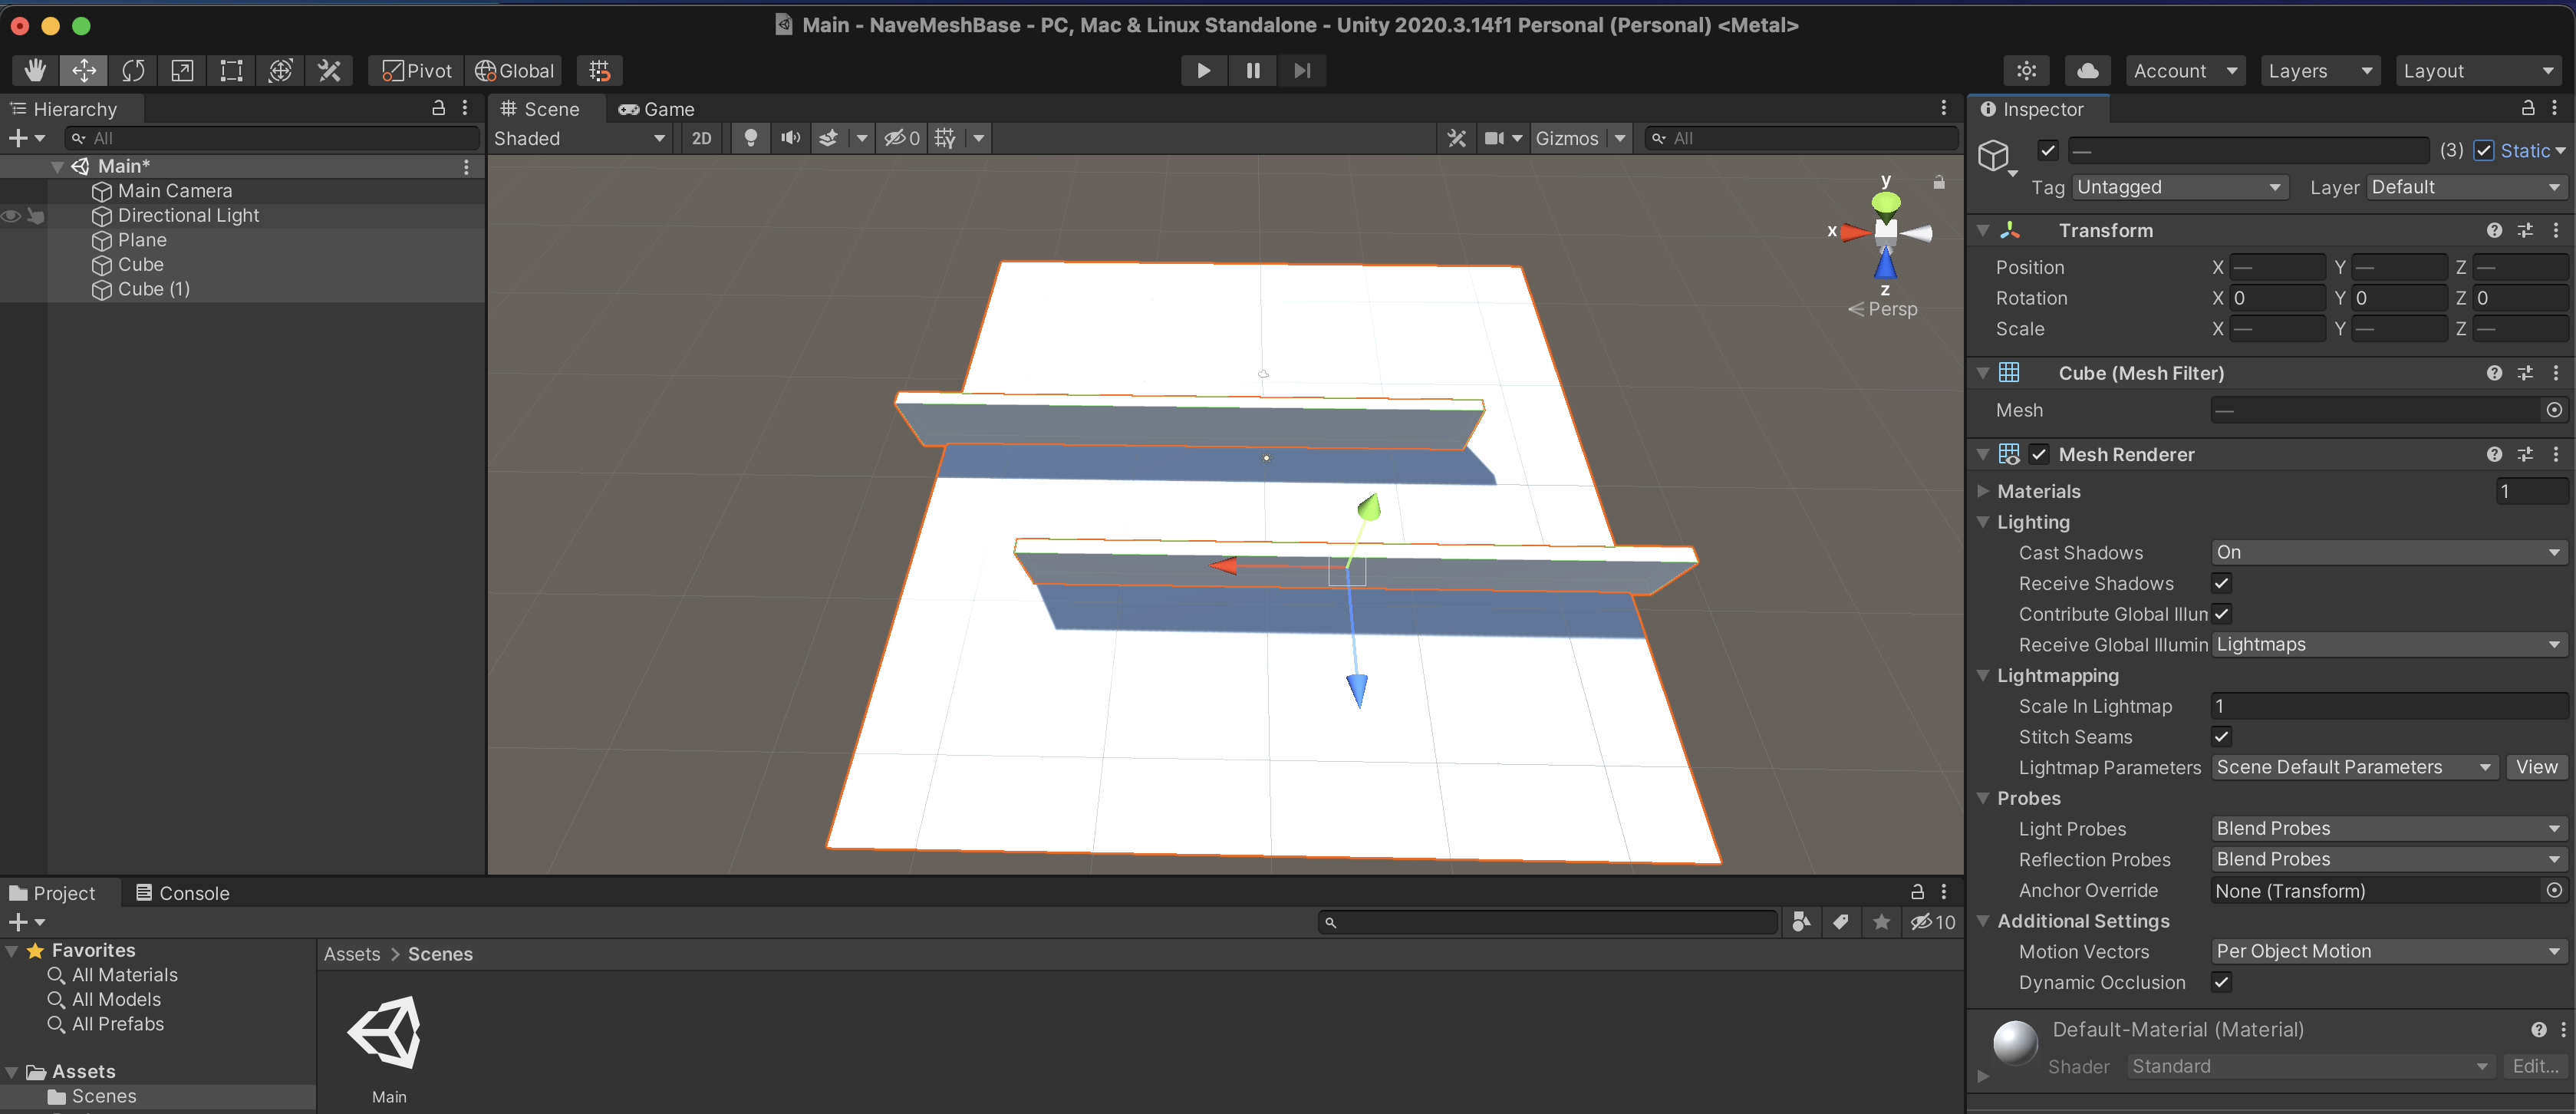 Main - NaveMeshBase - PC, Mac & Linux Standalone - Unity 2020.3.14f1 Personal (Personal) <Metal>
Pivot Global Account Layers Layout
Hierarchy
All
Main*
Main Camera
Directional Light
Plane
Cube
Cube (1)
Scene Game
Shaded 2D 0 Gizmos All
y
x
z
Persp
Inspector
— (3) Static
Tag Untagged Layer Default
Transform
Position X — Y — Z —
Rotation X 0 Y 0 Z 0
Scale X — Y — Z —
Cube (Mesh Filter)
Mesh —
Mesh Renderer
Materials 1
Lighting
Cast Shadows On
Receive Shadows
Contribute Global Illum
Receive Global Illumin Lightmaps
Lightmapping
Scale In Lightmap 1
Stitch Seams
Lightmap Parameters Scene Default Parameters View
Probes
Light Probes Blend Probes
Reflection Probes Blend Probes
Anchor Override None (Transform)
Additional Settings
Motion Vectors Per Object Motion
Dynamic Occlusion
Default-Material (Material)
Shader Standard Edit...
Project Console
10
Favorites
All Materials
All Models
All Prefabs
Assets
Scenes
Assets > Scenes
Main